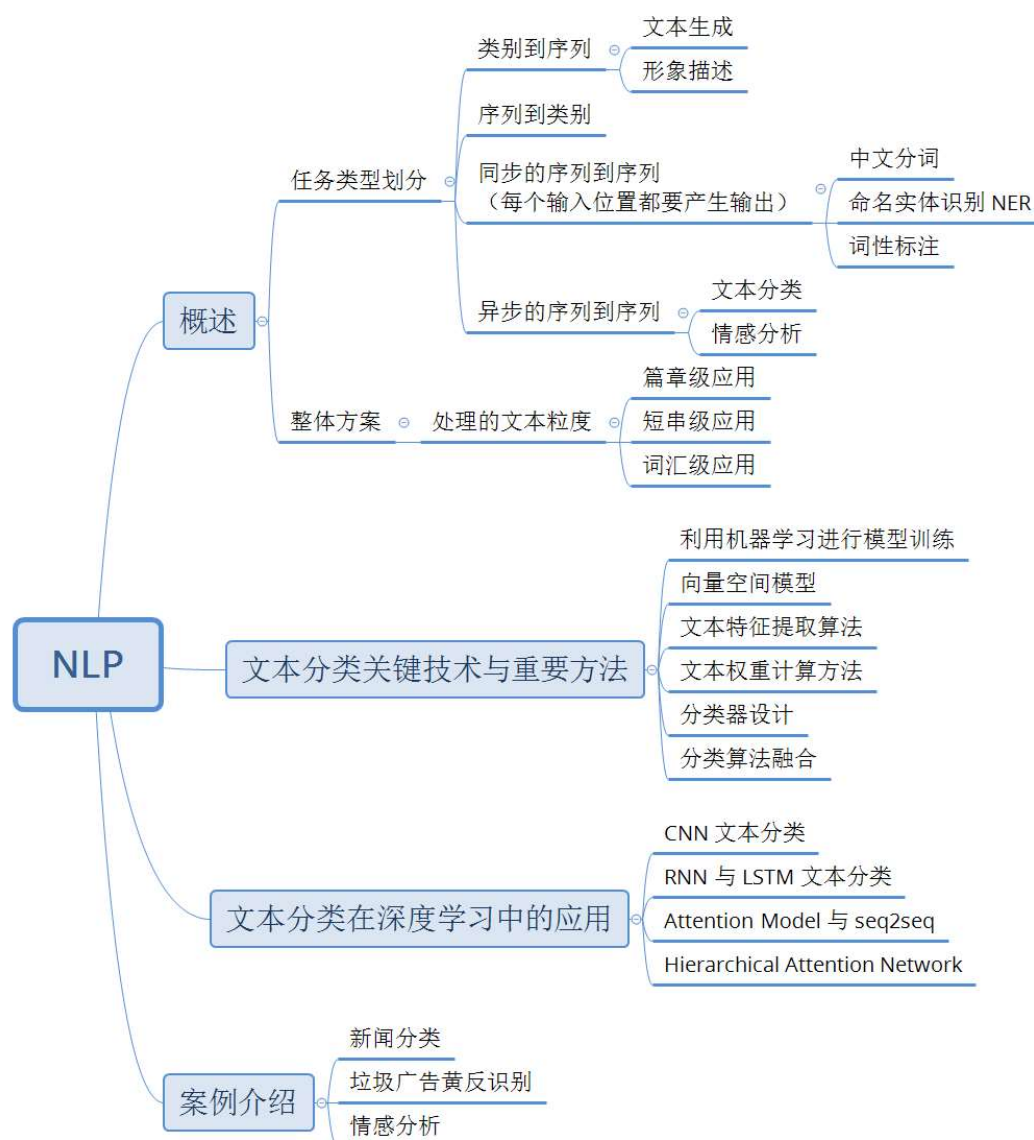 NLP
概述
任务类型划分
类别到序列
文本生成
形象描述
序列到类别
同步的序列到序列
（每个输入位置都要产生输出）
中文分词
命名实体识别 NER
词性标注
异步的序列到序列
文本分类
情感分析
整体方案
处理的文本粒度
篇章级应用
短串级应用
词汇级应用
文本分类关键技术与重要方法
利用机器学习进行模型训练
向量空间模型
文本特征提取算法
文本权重计算方法
分类器设计
分类算法融合
文本分类在深度学习中的应用
CNN 文本分类
RNN 与 LSTM 文本分类
Attention Model 与 seq2seq
Hierarchical Attention Network
案例介绍
新闻分类
垃圾广告黄反识别
情感分析